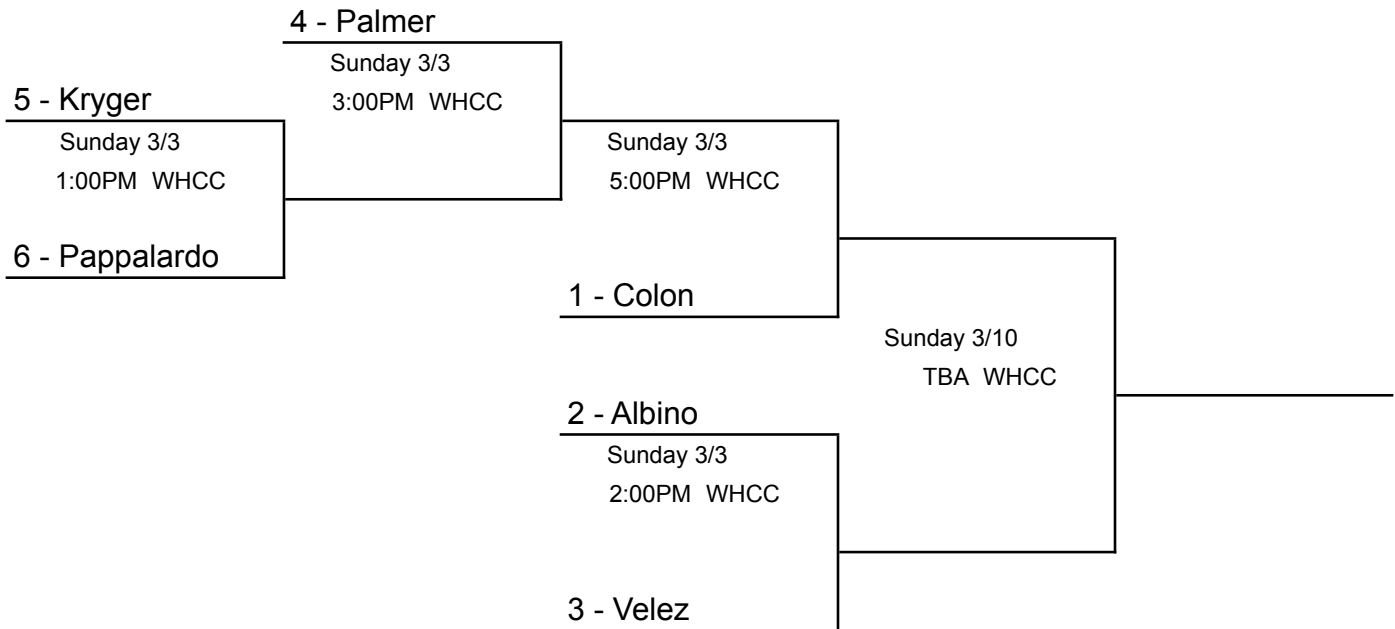 4 - Palmer
Sunday 3/3
3:00PM WHCC
5 - Kryger
Sunday 3/3
1:00PM WHCC
6 - Pappalardo
Sunday 3/3
5:00PM WHCC
1 - Colon
Sunday 3/10
TBA WHCC
2 - Albino
Sunday 3/3
2:00PM WHCC
3 - Velez